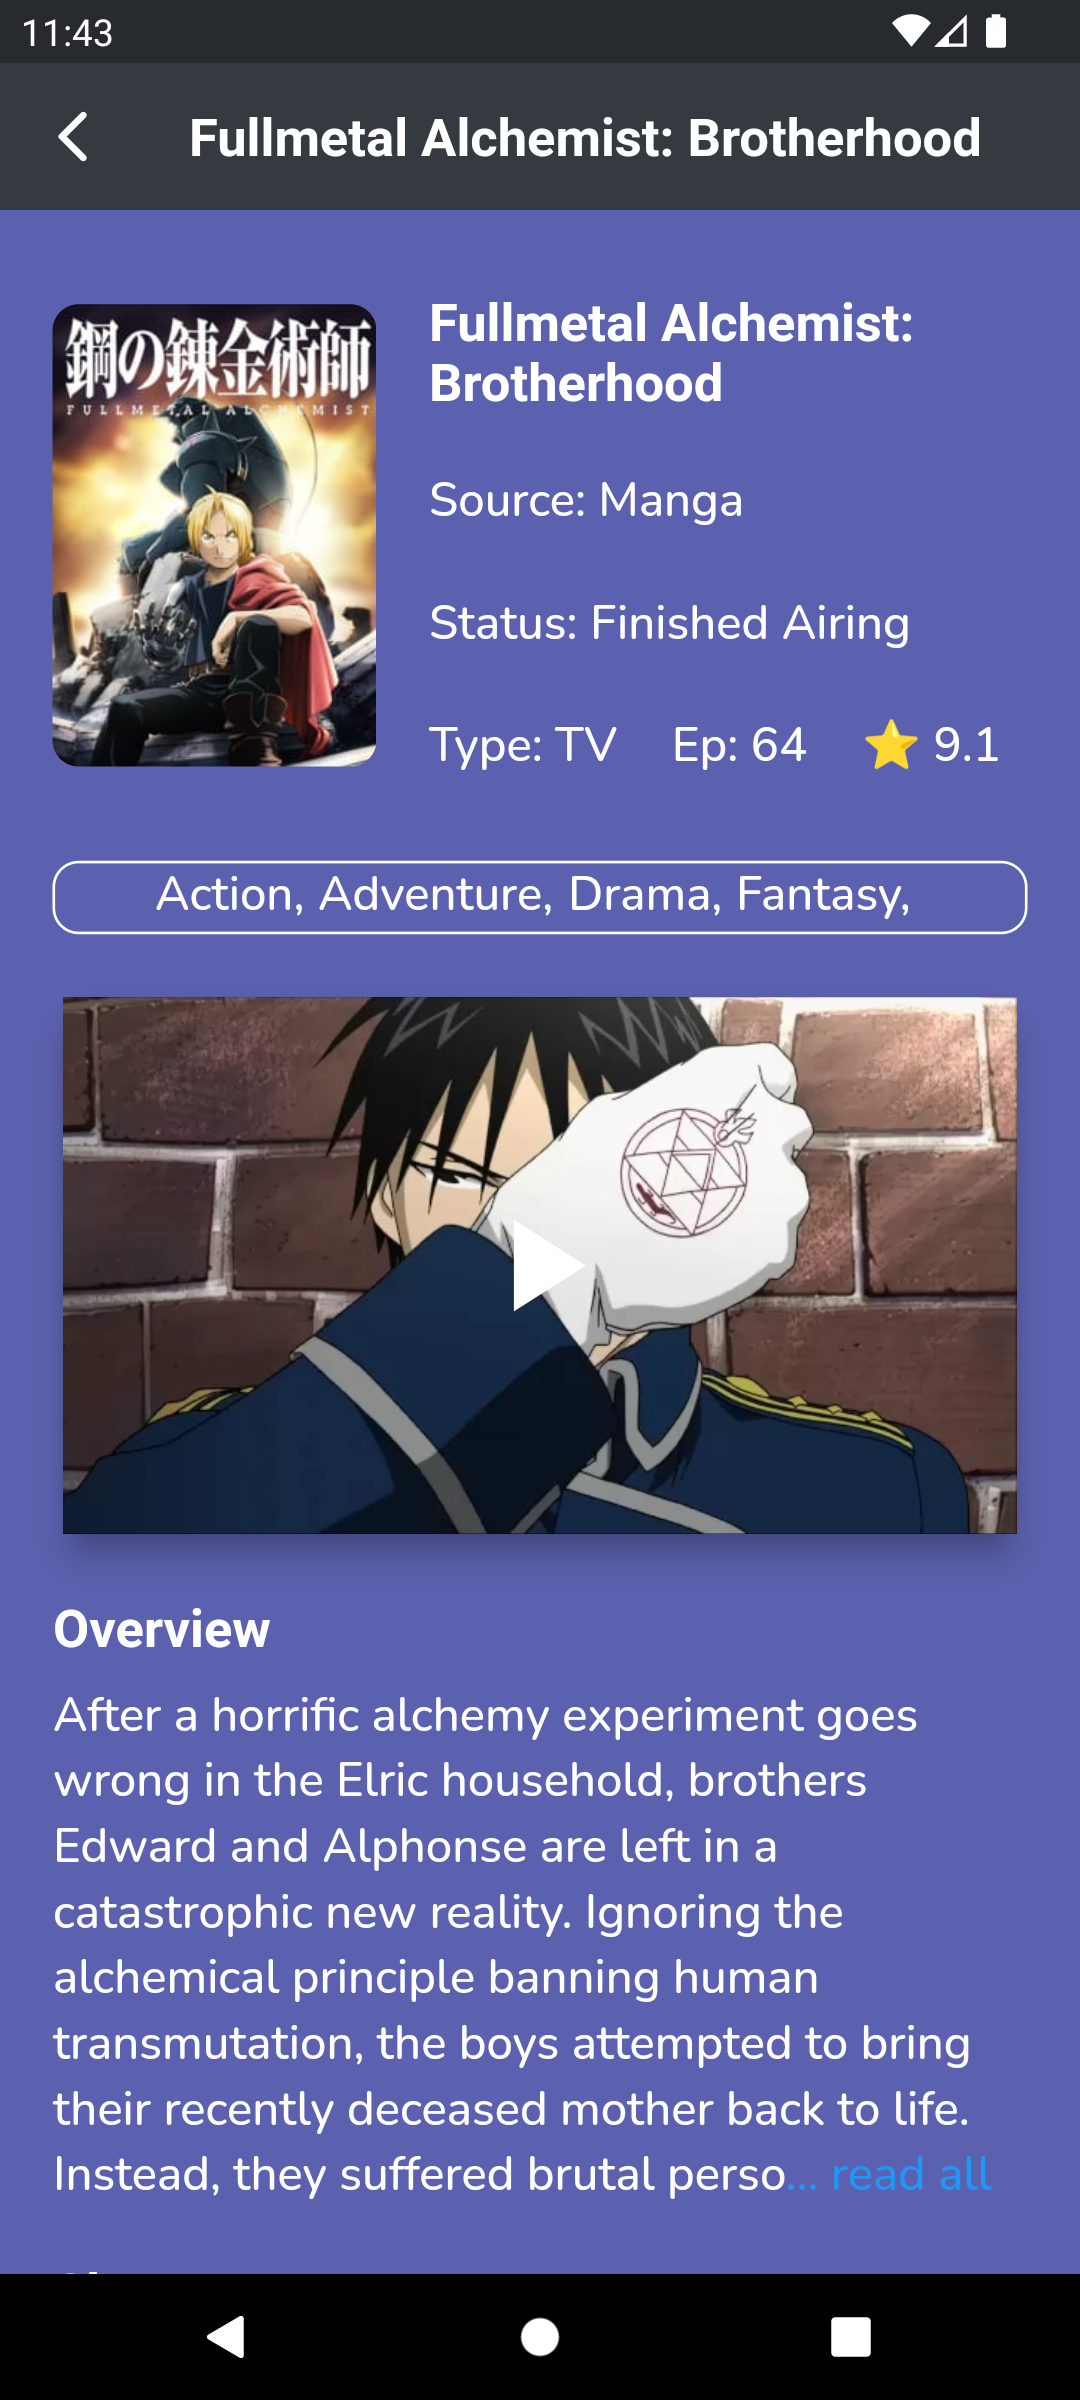 11:43
Fullmetal Alchemist: Brotherhood
鋼の錬金術師
FULLMETAL ALCHEMIST
Fullmetal Alchemist:
Brotherhood
Source: Manga
Status: Finished Airing
Type: TV Ep: 64 ⭐ 9.1
Action, Adventure, Drama, Fantasy,
Overview
After a horrific alchemy experiment goes
wrong in the Elric household, brothers
Edward and Alphonse are left in a
catastrophic new reality. Ignoring the
alchemical principle banning human
transmutation, the boys attempted to bring
their recently deceased mother back to life.
Instead, they suffered brutal perso... read all